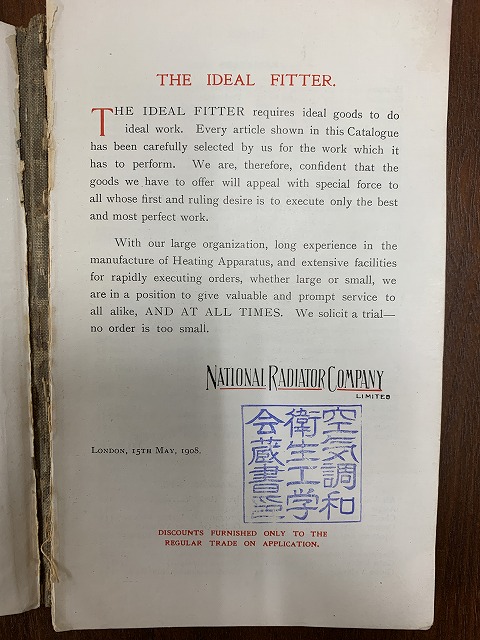 THE IDEAL FITTER.
THE IDEAL FITTER requires ideal goods to do
ideal work. Every article shown in this Catalogue
has been carefully selected by us for the work which it
has to perform. We are, therefore, confident that the
goods we have to offer will appeal with special force to
all whose first and ruling desire is to execute only the best
and most perfect work.
With our large organization, long experience in the
manufacture of Heating Apparatus, and extensive facilities
for rapidly executing orders, whether large or small, we
are in a position to give valuable and prompt service to
all alike, AND AT ALL TIMES. We solicit a trial—
no order is too small.
NATIONAL RADIATOR COMPANY
LIMITED
空気調和
衛生工学
会蔵書印
LONDON, 15TH MAY, 1908.
DISCOUNTS FURNISHED ONLY TO THE
REGULAR TRADE ON APPLICATION.